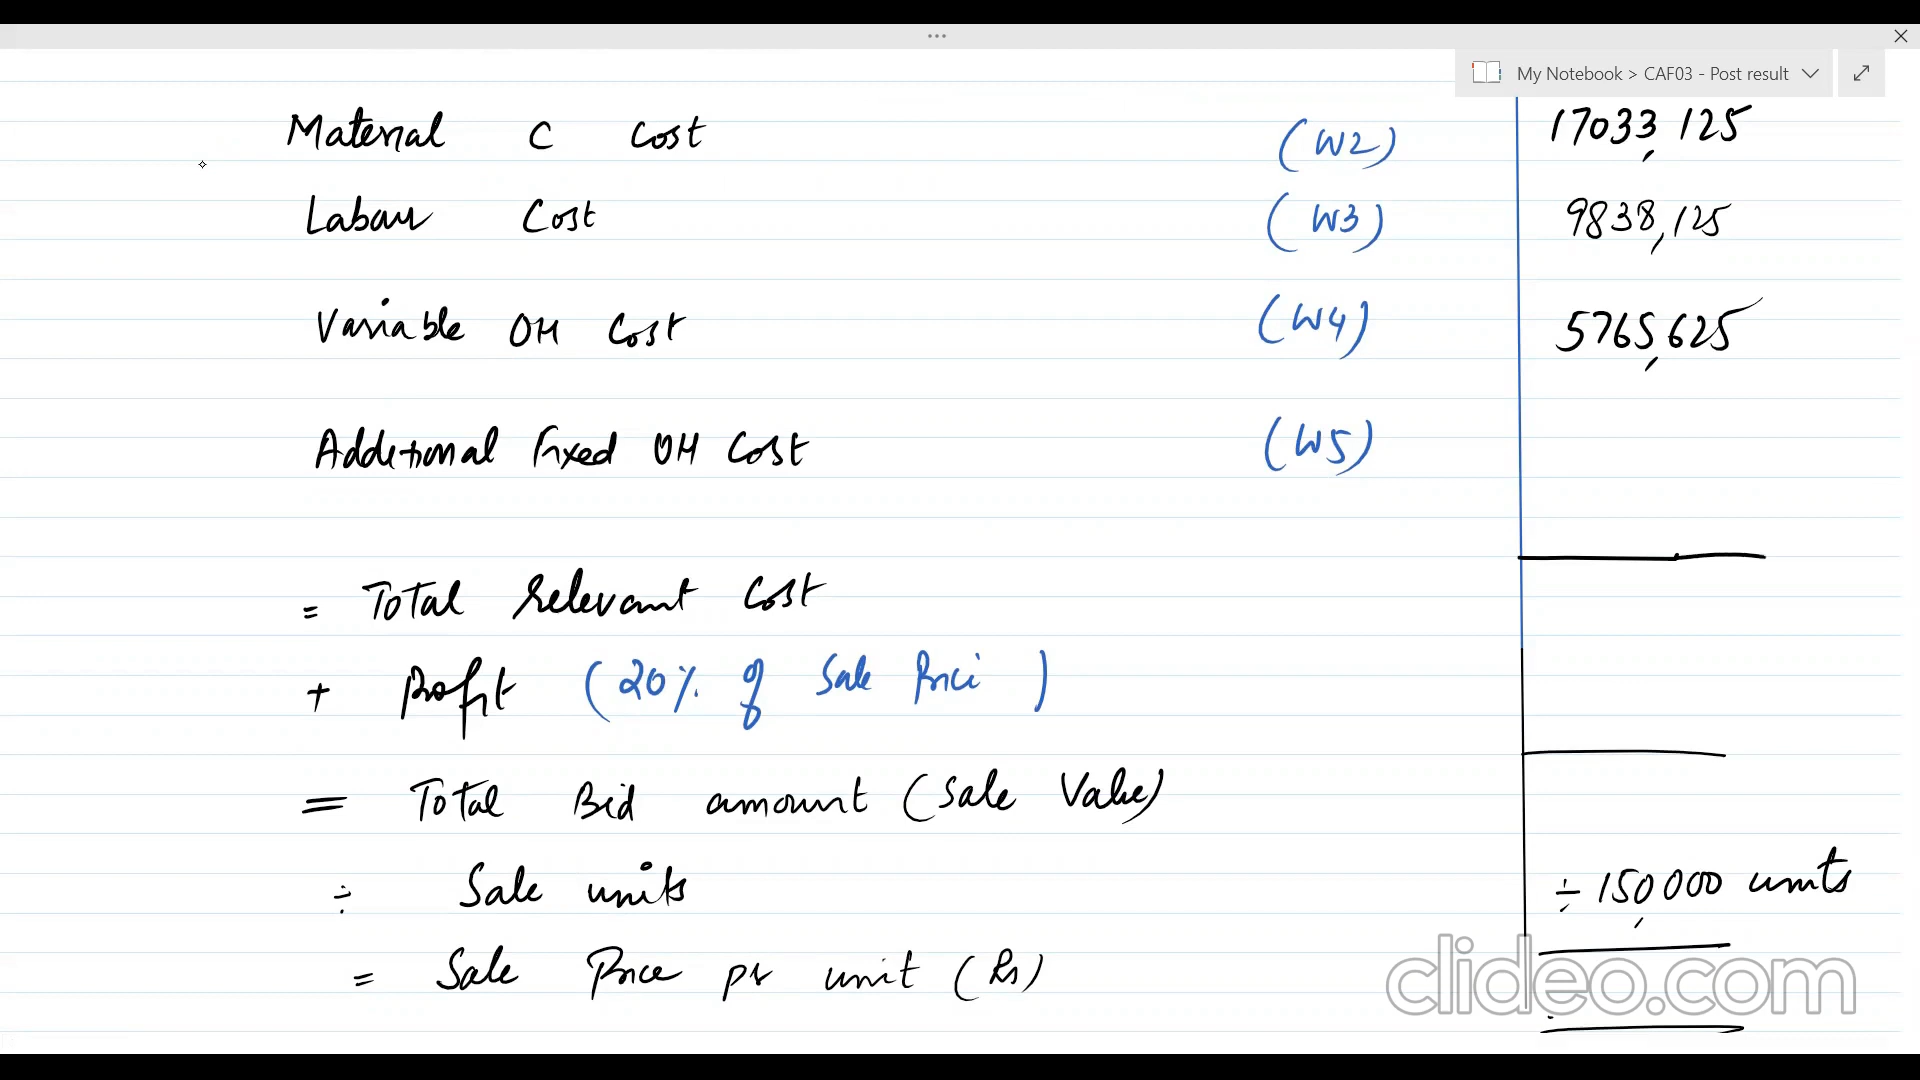 My Notebook > CAF03 - Post result
Material C Cost (W2) 17033,125
Labour Cost (W3) 9838,125
Variable OH Cost (W4) 5765,625
Additional Fixed OH Cost (W5)
= Total Relevant Cost
+ Profit (20% of Sale Price)
= Total Bid amount (Sale Value)
÷ Sale units ÷ 150,000 units
= Sale Price per unit (Rs)
clideo.com